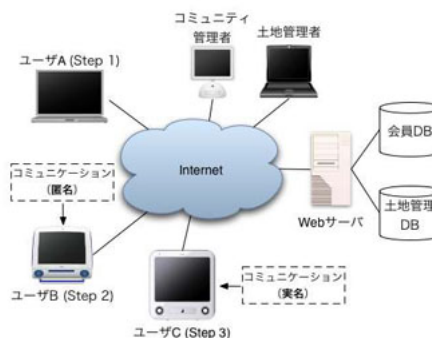 コミュニティ
管理者
土地管理者
ユーザA (Step 1)
会員DB
Internet
コミュニケーション
(匿名)
Webサーバ
土地管理
DB
ユーザB (Step 2)
コミュニケーション
(実名)
ユーザC (Step 3)